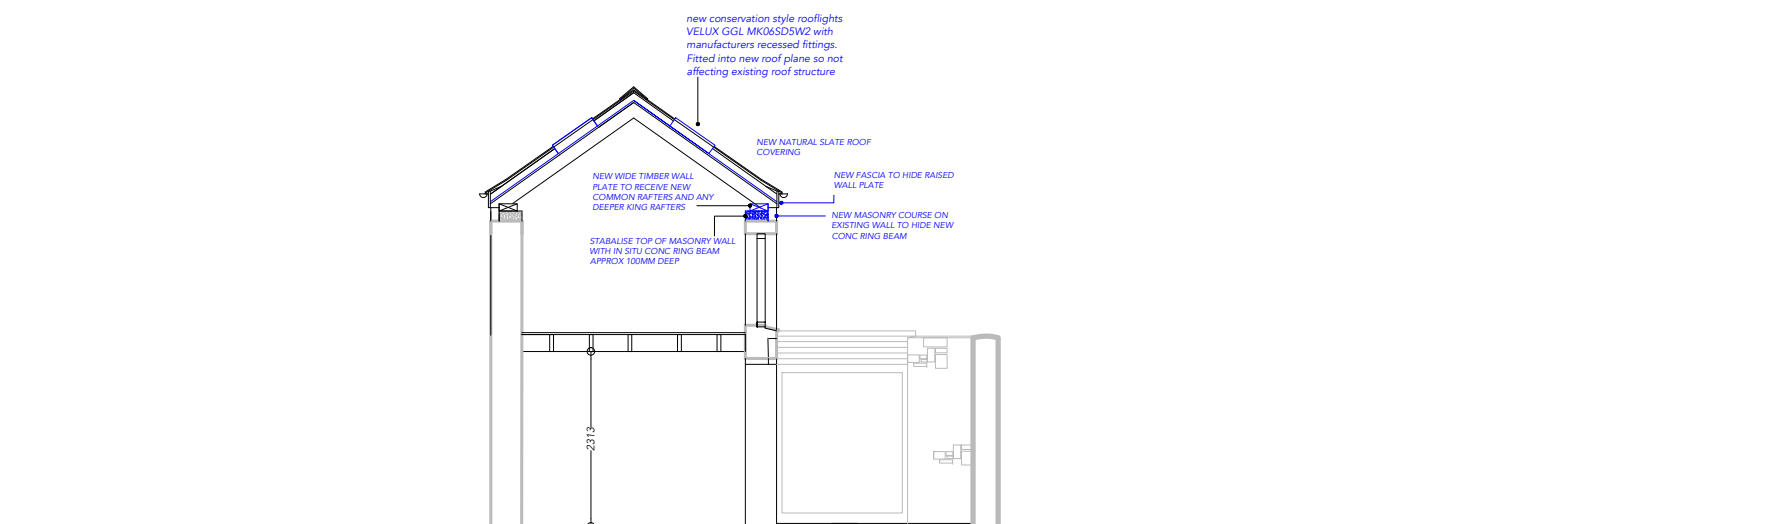 new conservation style rooflights
VELUX GGL MK06SD5W2 with
manufacturers recessed fittings.
Fitted into new roof plane so not
affecting existing roof structure
NEW NATURAL SLATE ROOF
COVERING
NEW WIDE TIMBER WALL
PLATE TO RECEIVE NEW
COMMON RAFTERS AND ANY
DEEPER KING RAFTERS
NEW FASCIA TO HIDE RAISED
WALL PLATE
NEW MASONRY COURSE ON
EXISTING WALL TO HIDE NEW
CONC RING BEAM
STABALISE TOP OF MASONRY WALL
WITH IN SITU CONC RING BEAM
APPROX 100MM DEEP
2313